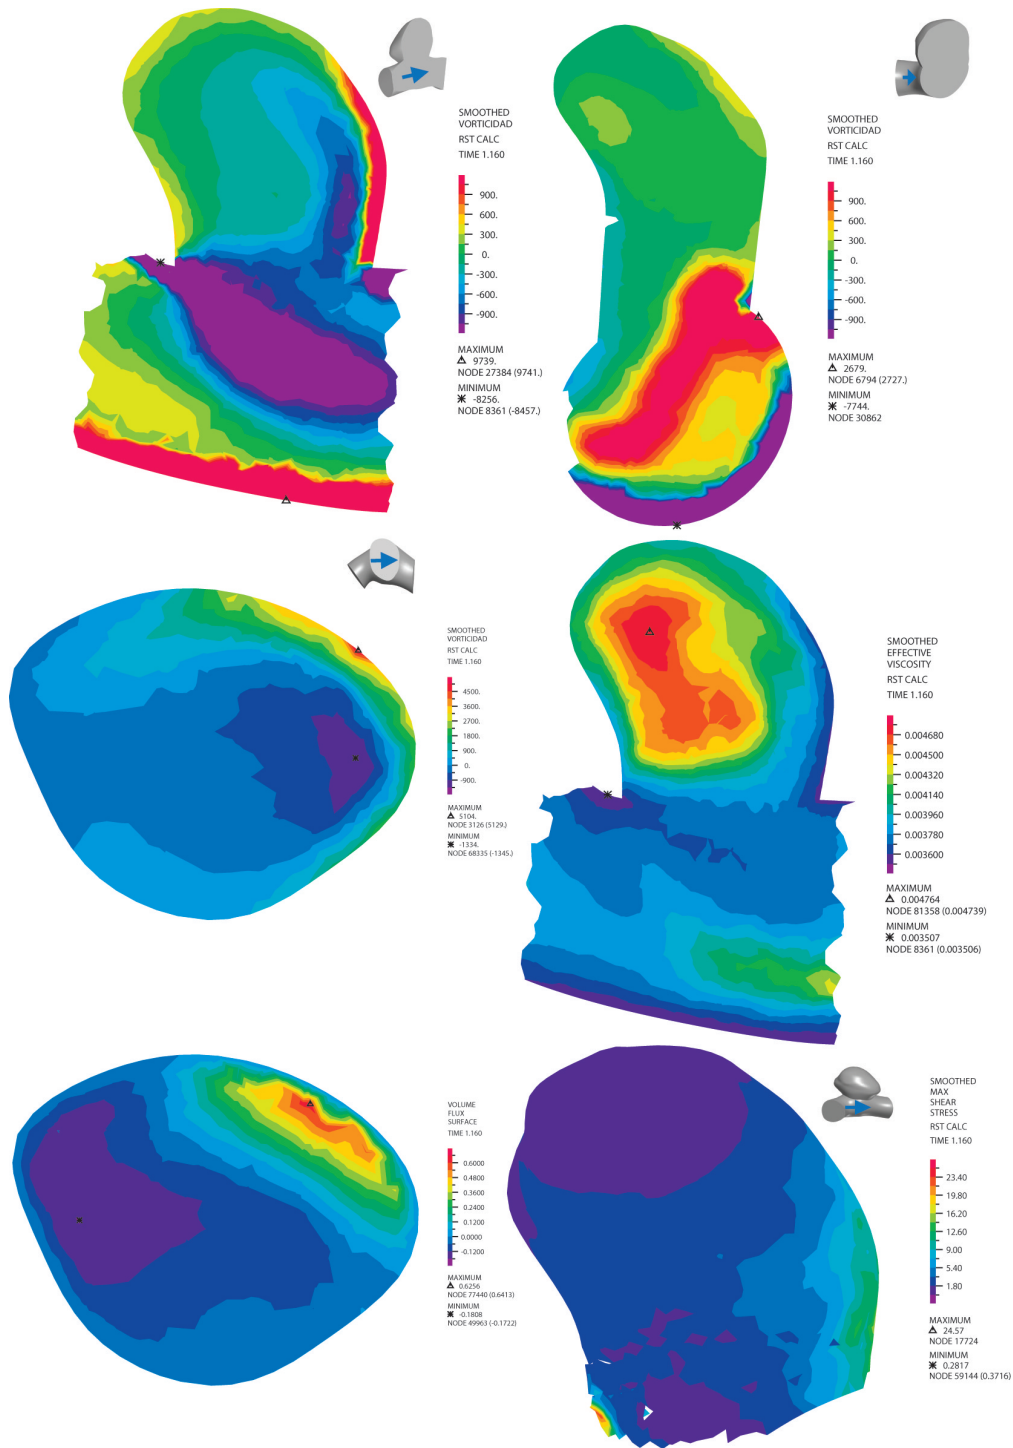 SMOOTHED
VORTICIDAD
RST CALC
TIME 1.160
900.
600.
300.
0.
-300.
-600.
-900.
MAXIMUM
9739.
NODE 27384 (9741.)
MINIMUM
-8256.
NODE 8361 (-8457.)
SMOOTHED
VORTICIDAD
RST CALC
TIME 1.160
900.
600.
300.
0.
-300.
-600.
-900.
MAXIMUM
2679.
NODE 6794 (2727.)
MINIMUM
-7744.
NODE 30862
SMOOTHED
VORTICIDAD
RST CALC
TIME 1.160
4500.
3600.
2700.
1800.
900.
0.
-900.
MAXIMUM
5104.
NODE 3126 (5129.)
MINIMUM
-1334.
NODE 68335 (-1345.)
SMOOTHED
EFFECTIVE
VISCOSITY
RST CALC
TIME 1.160
0.004680
0.004500
0.004320
0.004140
0.003960
0.003780
0.003600
MAXIMUM
0.004764
NODE 81358 (0.004739)
MINIMUM
0.003507
NODE 8361 (0.003506)
VOLUME
FLUX
SURFACE
TIME 1.160
0.6000
0.4800
0.3600
0.2400
0.1200
0.0000
-0.1200
MAXIMUM
0.6256
NODE 77440 (0.6413)
MINIMUM
-0.1808
NODE 49963 (-0.1722)
SMOOTHED
MAX
SHEAR
STRESS
RST CALC
TIME 1.160
23.40
19.80
16.20
12.60
9.00
5.40
1.80
MAXIMUM
24.57
NODE 17724
MINIMUM
0.2817
NODE 59144 (0.3716)